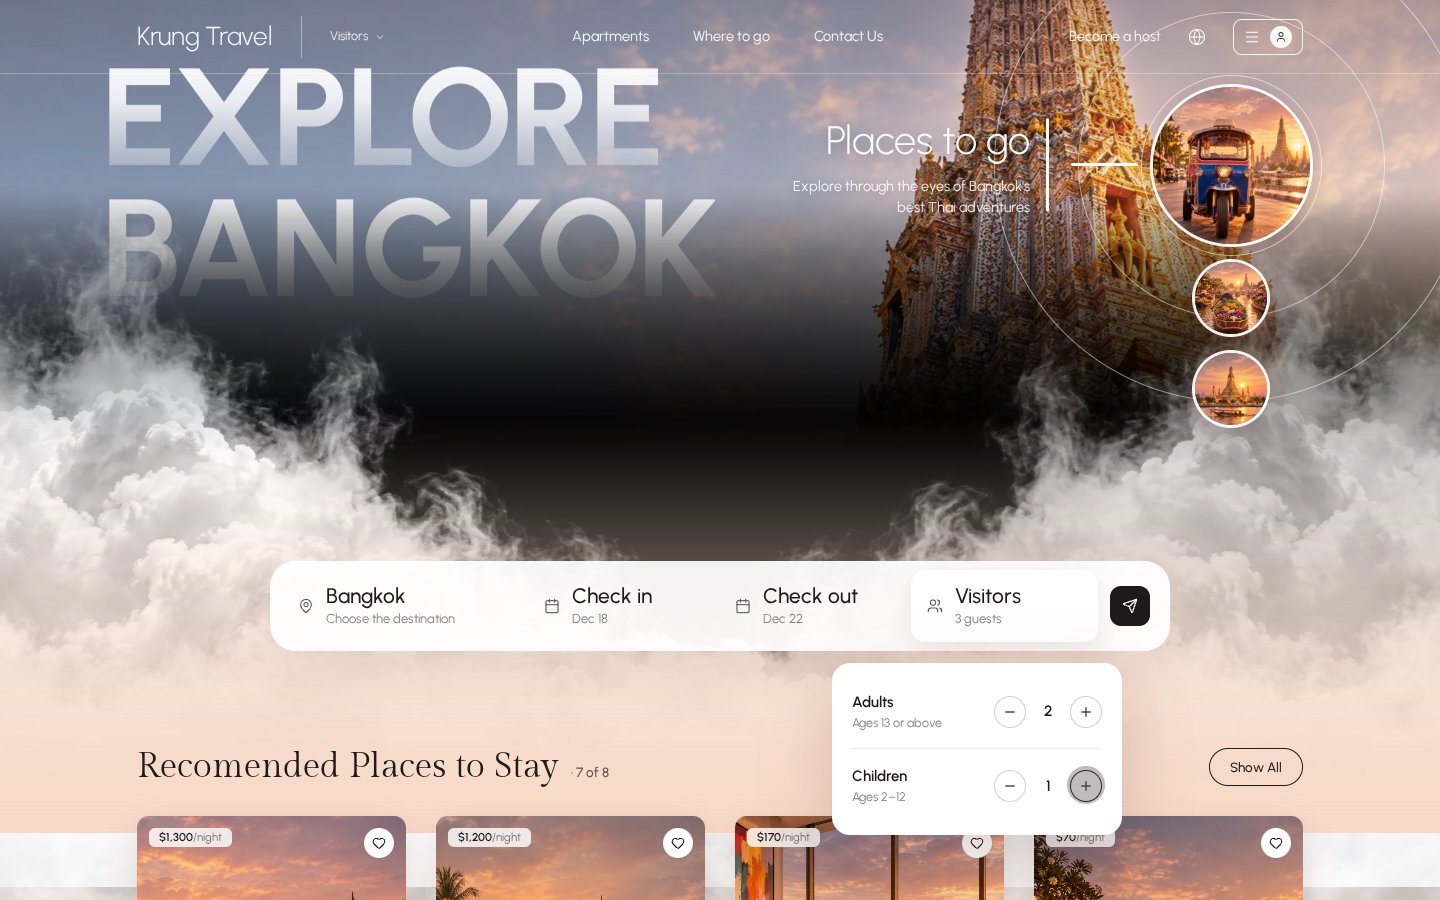 Krung Travel
Visitors
Apartments
Where to go
Contact Us
Become a host
EXPLORE
BANGKOK
Places to go
Explore through the eyes of Bangkok's
best Thai adventures
Bangkok
Choose the destination
Check in
Dec 18
Check out
Dec 22
Visitors
3 guests
Adults
Ages 13 or above
2
Children
Ages 2–12
1
Recomended Places to Stay
· 7 of 8
Show All
$1,300/night
$1,200/night
$170/night
$70/night